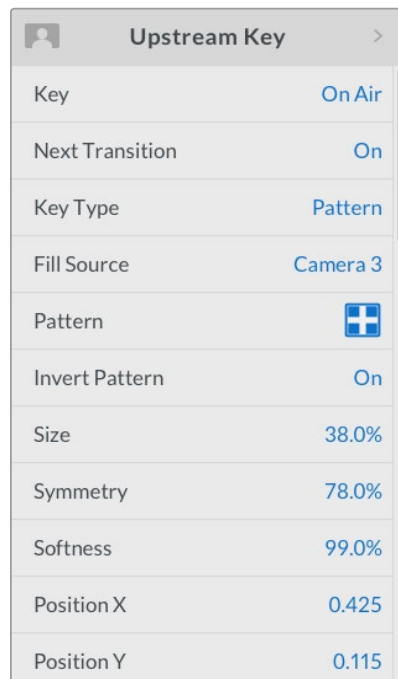 Upstream Key
Key On Air
Next Transition On
Key Type Pattern
Fill Source Camera 3
Pattern
Invert Pattern On
Size 38.0%
Symmetry 78.0%
Softness 99.0%
Position X 0.425
Position Y 0.115